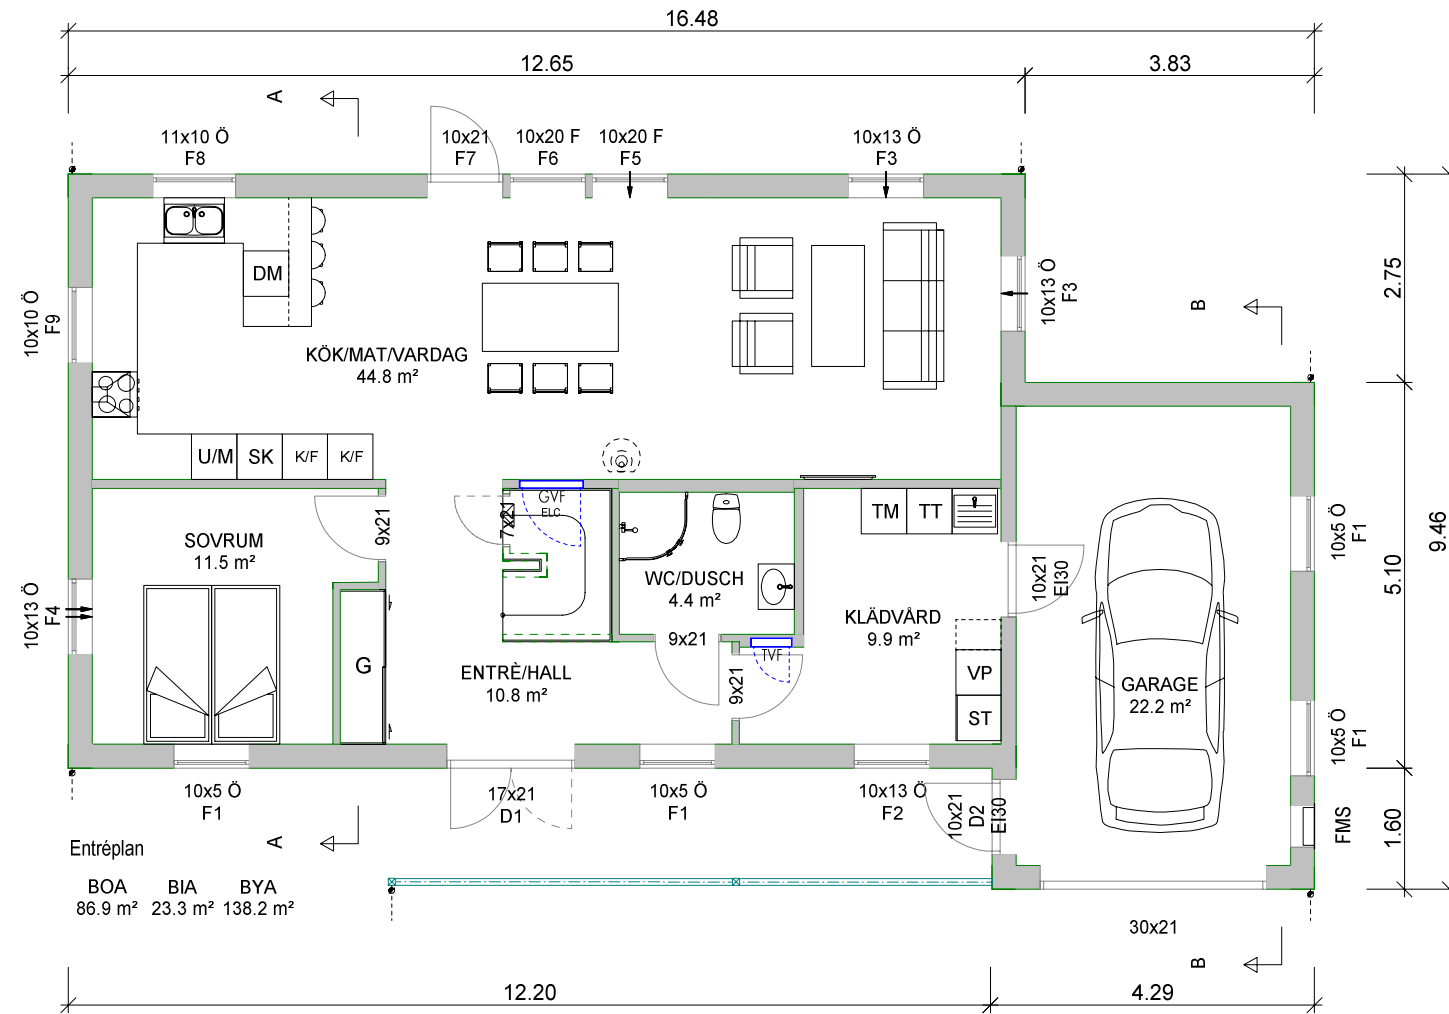 16.48
12.65
3.83
A
11x10 Ö
F8
10x21
F7
10x20 F
F6
10x20 F
F5
10x13 Ö
F3
10x10 Ö
F9
DM
KÖK/MAT/VARDAG
44.8 m²
10x13 Ö
F3
B
2.75
U/M
SK
K/F
K/F
GVF
ELC
7x21
9x21
SOVRUM
11.5 m²
TM
TT
10x5 Ö
F1
9.46
5.10
10x13 Ö
F4
WC/DUSCH
4.4 m²
10x21
EI30
KLÄDVÅRD
9.9 m²
9x21
TVF
9x21
G
ENTRÈ/HALL
10.8 m²
VP
ST
GARAGE
22.2 m²
10x5 Ö
F1
10x5 Ö
F1
17x21
D1
10x5 Ö
F1
10x13 Ö
F2
10x21
D2
EI30
FMS
1.60
A
Entréplan
BOA
BIA
BYA
86.9 m²
23.3 m²
138.2 m²
30x21
B
12.20
4.29